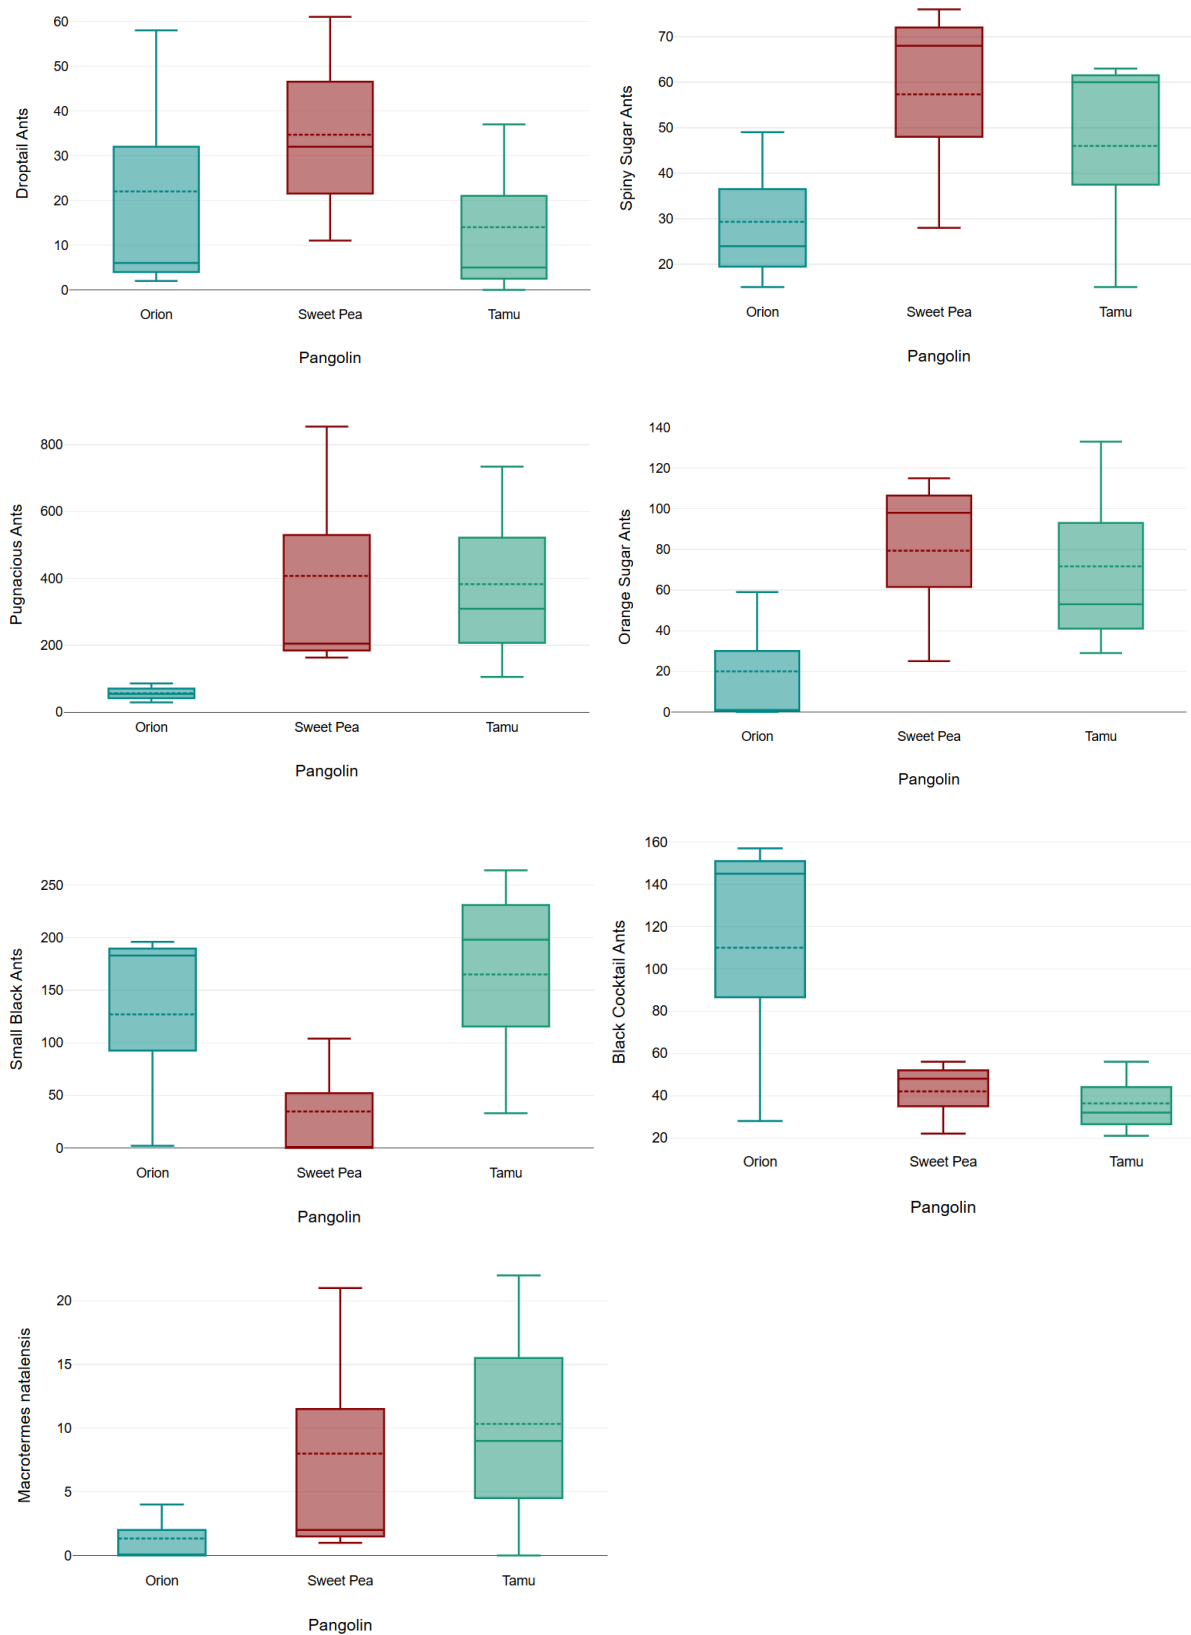 Droptail Ants
60
50
40
30
20
10
0
Orion Sweet Pea Tamu
Pangolin
Spiny Sugar Ants
70
60
50
40
30
20
Orion Sweet Pea Tamu
Pangolin
Pugnacious Ants
800
600
400
200
0
Orion Sweet Pea Tamu
Pangolin
Orange Sugar Ants
140
120
100
80
60
40
20
0
Orion Sweet Pea Tamu
Pangolin
Small Black Ants
250
200
150
100
50
0
Orion Sweet Pea Tamu
Pangolin
Black Cocktail Ants
160
140
120
100
80
60
40
20
Orion Sweet Pea Tamu
Pangolin
Macrotermes natalensis
20
15
10
5
0
Orion Sweet Pea Tamu
Pangolin